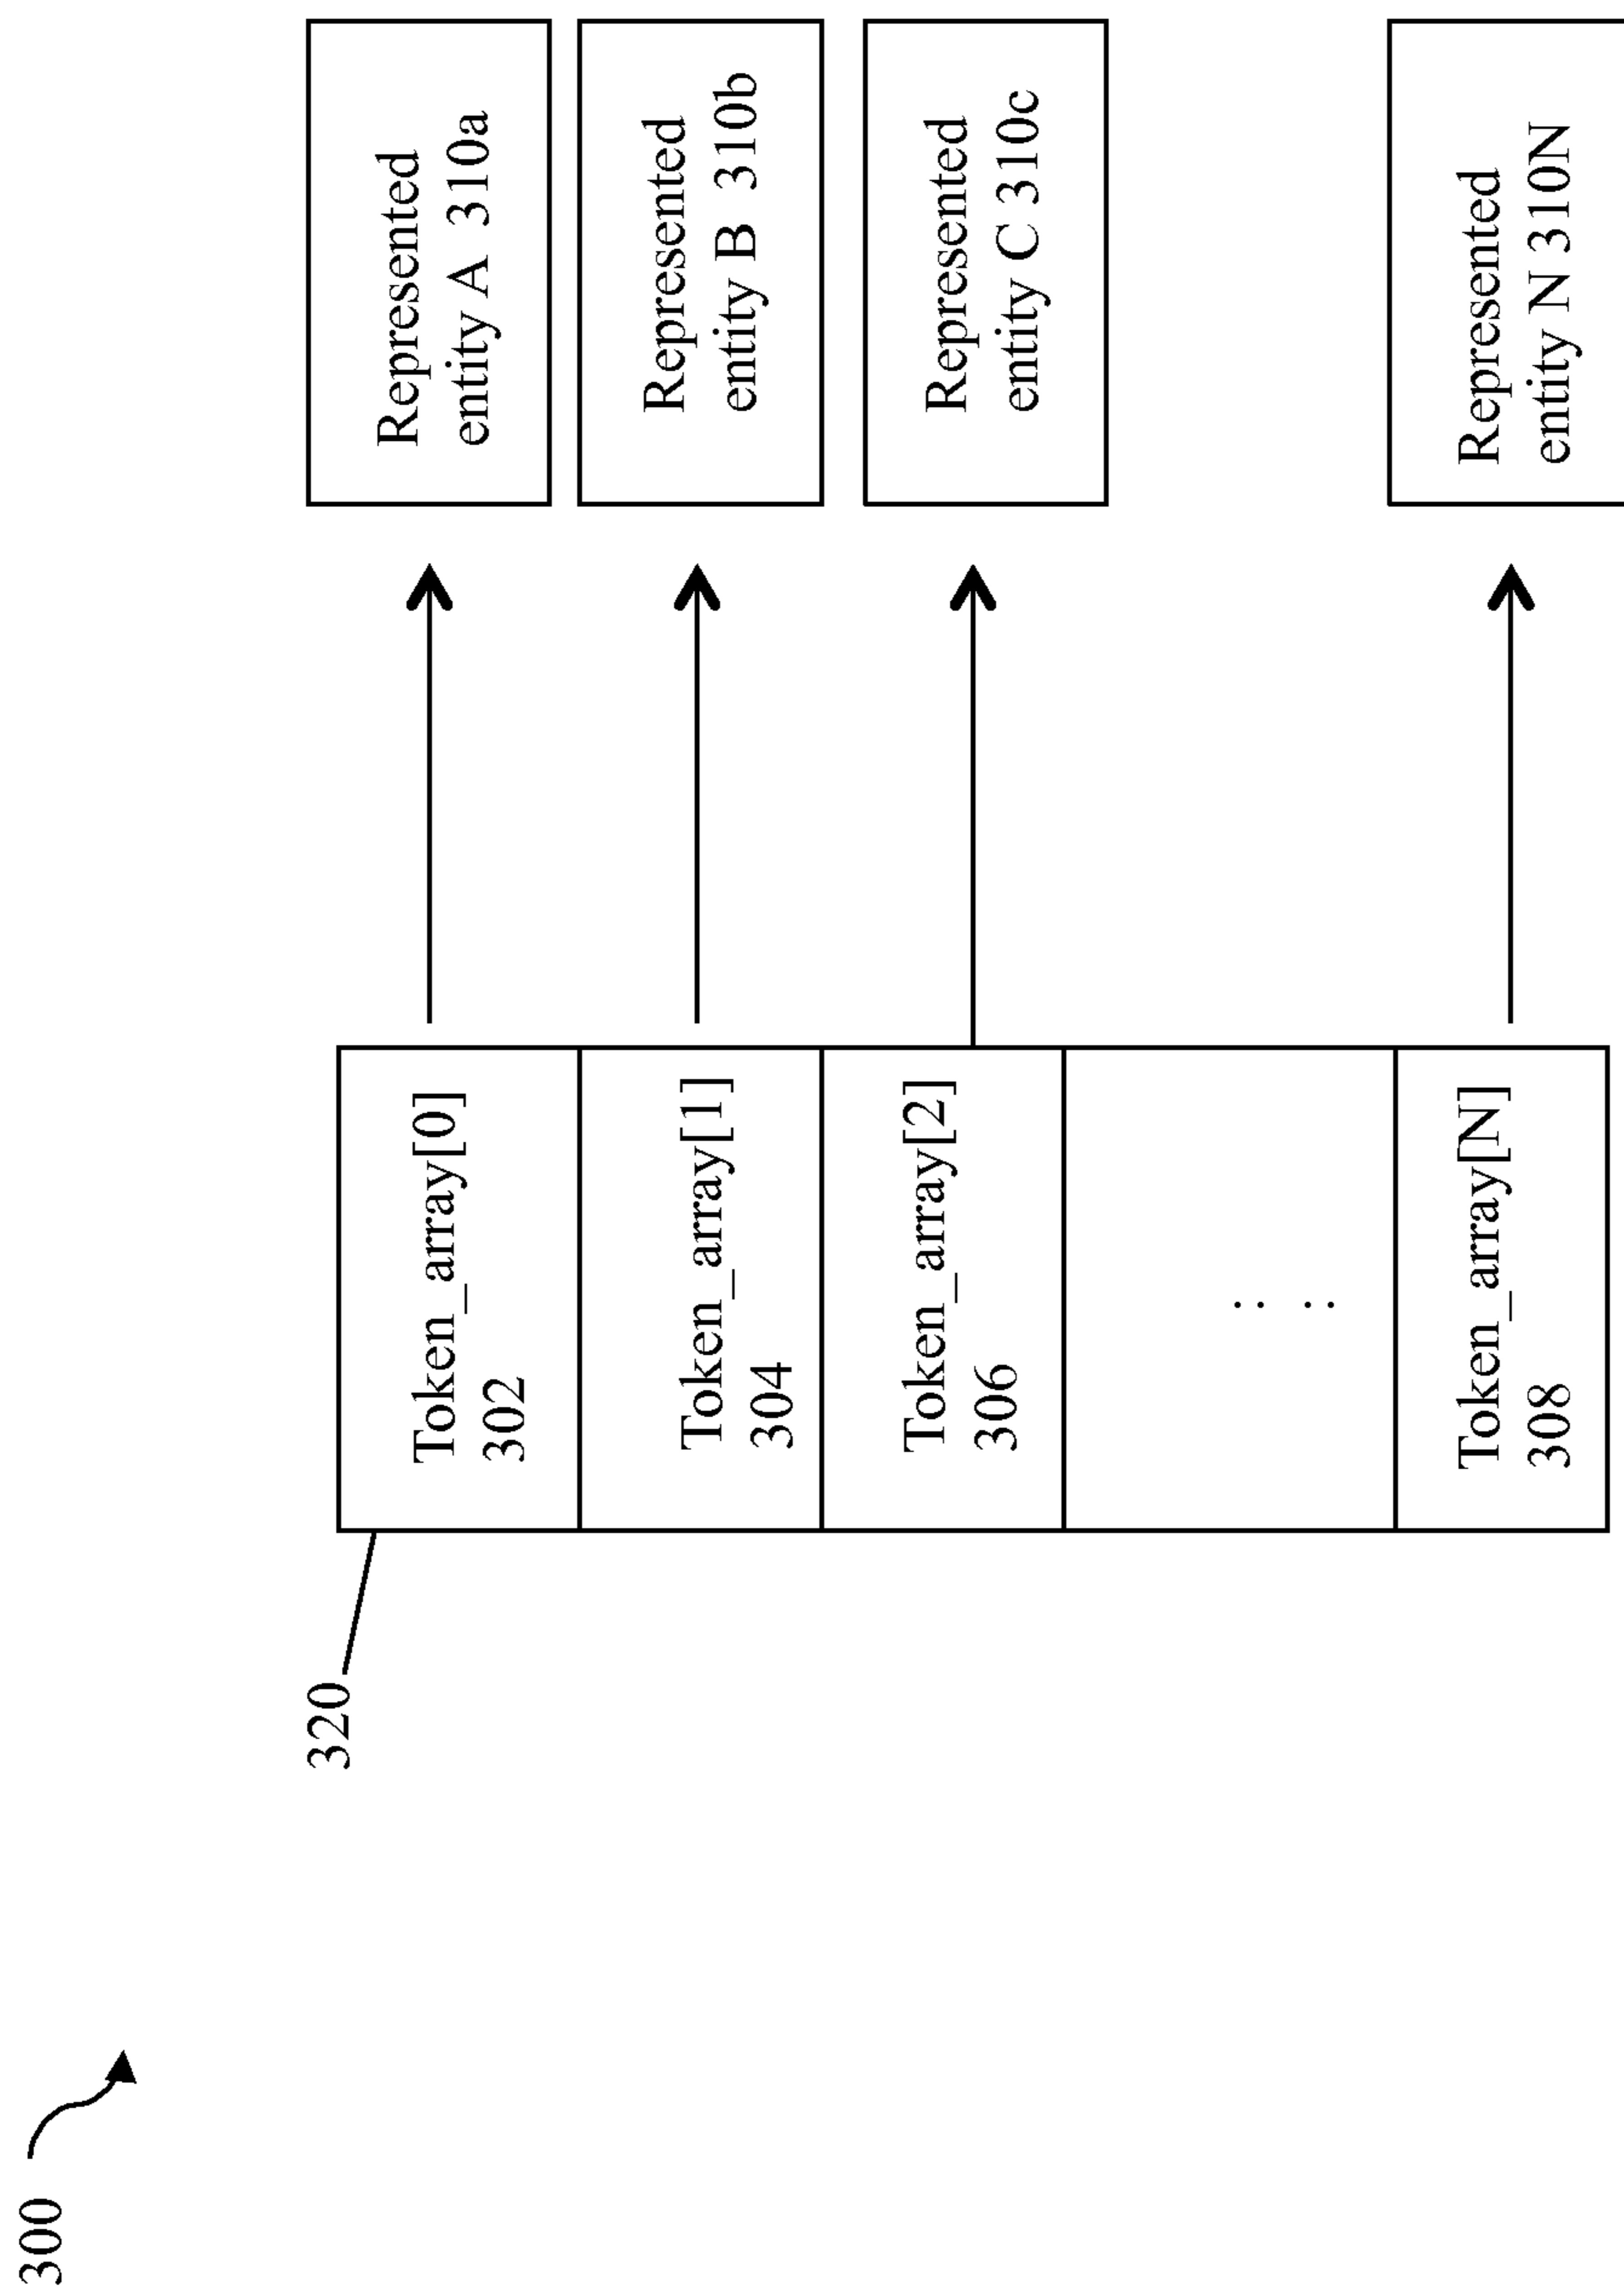 300
320
Token_array[0]
302
Represented
entity A 310a
Token_array[1]
304
Represented
entity B 310b
Token_array[2]
306
Represented
entity C 310c
Token_array[N]
308
Represented
entity N 310N